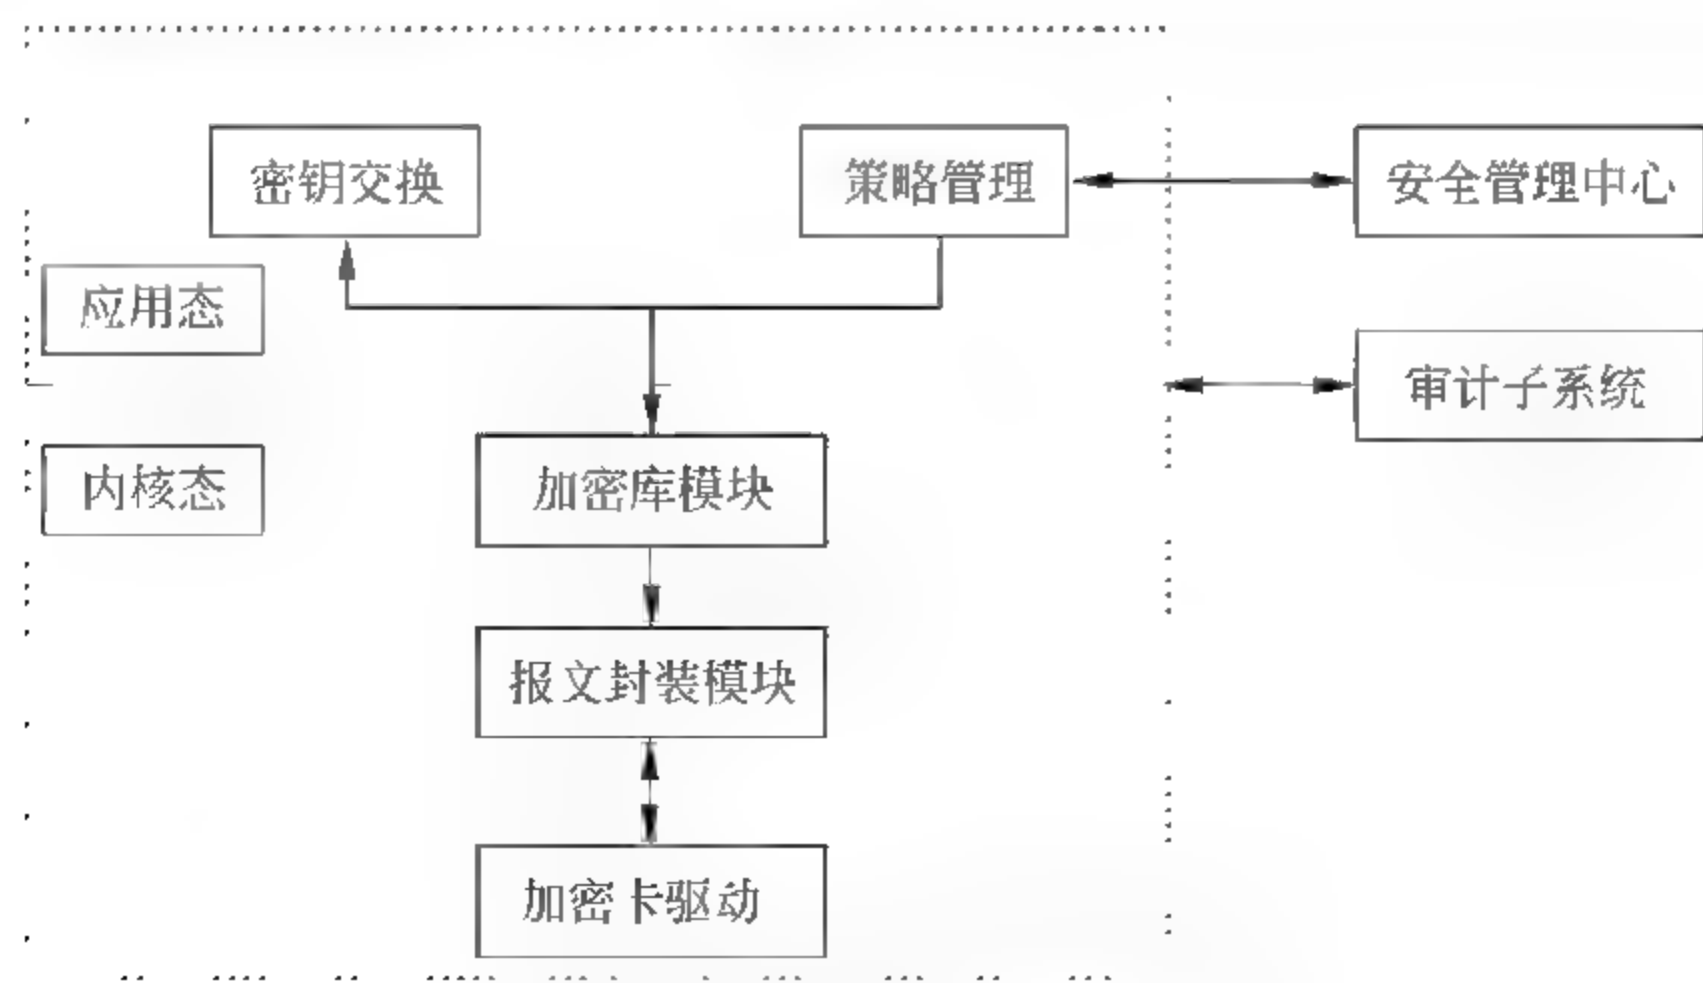 密钥交换
策略管理
安全管理中心
应用态
审计子系统
内核态
加密库模块
报文封装模块
加密卡驱动